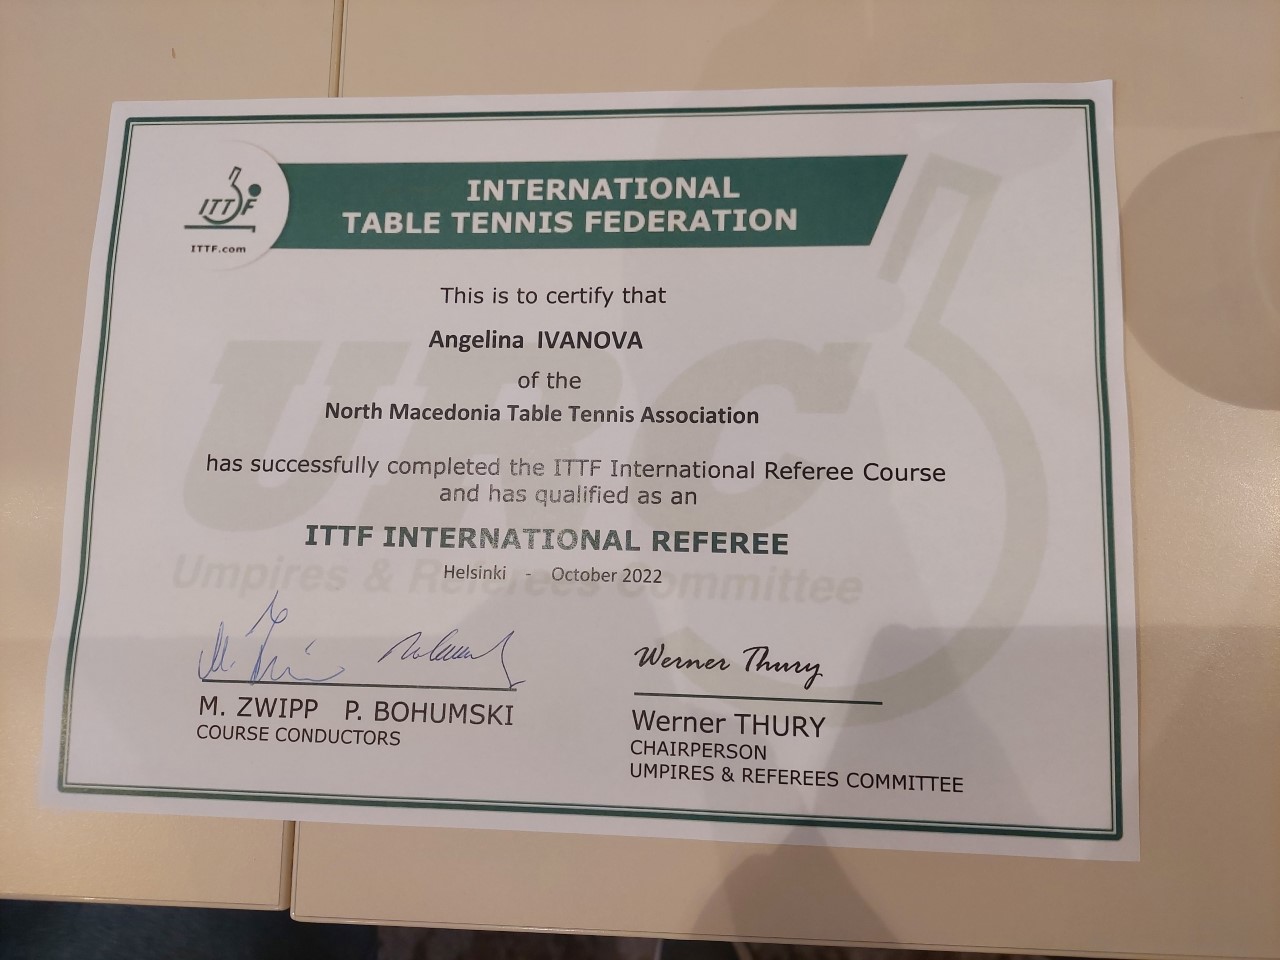 INTERNATIONAL
TABLE TENNIS FEDERATION
ITTF
ITTF.com
This is to certify that
Angelina IVANOVA
of the
North Macedonia Table Tennis Association
has successfully completed the ITTF International Referee Course
and has qualified as an
ITTF INTERNATIONAL REFEREE
Helsinki - October 2022
URC
Umpires & Referees Committee
Werner Thury
M. ZWIPP P. BOHUMSKI
COURSE CONDUCTORS
Werner THURY
CHAIRPERSON
UMPIRES & REFEREES COMMITTEE